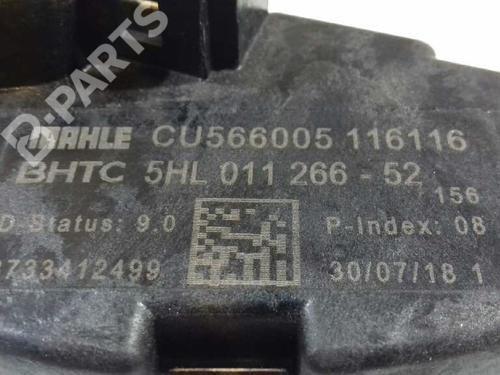 D-PARTS
MAHLE CU566005 116116
BHTC 5HL 011 266 - 52
156
D-Status: 9.0 P-Index: 08
3733412499 30/07/18 1